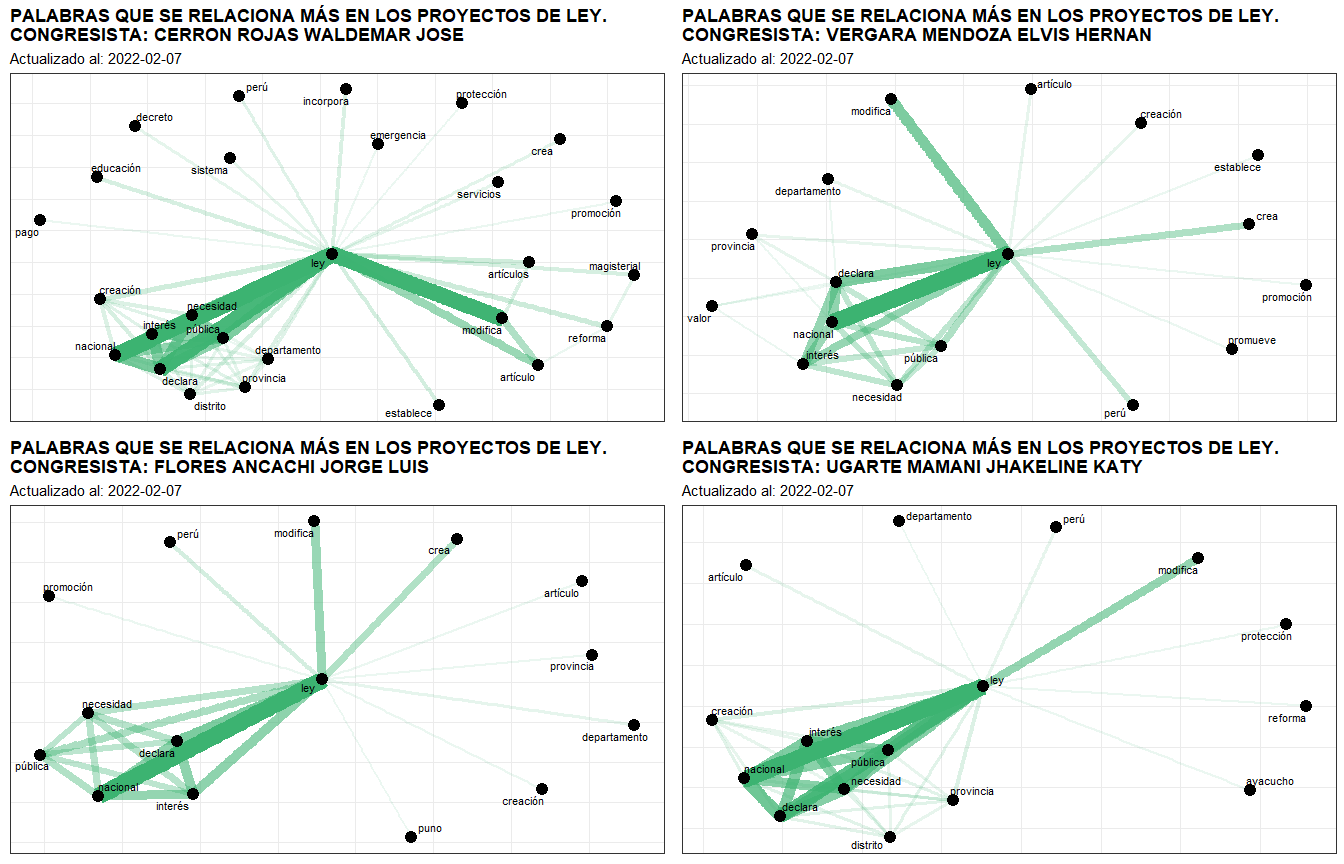 PALABRAS QUE SE RELACIONA MÁS EN LOS PROYECTOS DE LEY.
CONGRESISTA: CERRON ROJAS WALDEMAR JOSE
Actualizado al: 2022-02-07
perú
incorpora
protección
decreto
emergencia
crea
sistema
educación
servicios
promoción
pago
ley
artículos
magisterial
creación
necesidad
interés
pública
modifica
reforma
nacional
departamento
artículo
declara
provincia
distrito
establece
PALABRAS QUE SE RELACIONA MÁS EN LOS PROYECTOS DE LEY.
CONGRESISTA: VERGARA MENDOZA ELVIS HERNAN
Actualizado al: 2022-02-07
artículo
modifica
creación
establece
departamento
crea
provincia
ley
declara
promoción
valor
nacional
promueve
interés
pública
necesidad
perú
PALABRAS QUE SE RELACIONA MÁS EN LOS PROYECTOS DE LEY.
CONGRESISTA: FLORES ANCACHI JORGE LUIS
Actualizado al: 2022-02-07
modifica
perú
crea
promoción
artículo
provincia
ley
necesidad
departamento
declara
pública
nacional
creación
interés
puno
PALABRAS QUE SE RELACIONA MÁS EN LOS PROYECTOS DE LEY.
CONGRESISTA: UGARTE MAMANI JHAKELINE KATY
Actualizado al: 2022-02-07
departamento
perú
artículo
modifica
protección
ley
creación
reforma
interés
pública
nacional
necesidad
ayacucho
provincia
declara
distrito